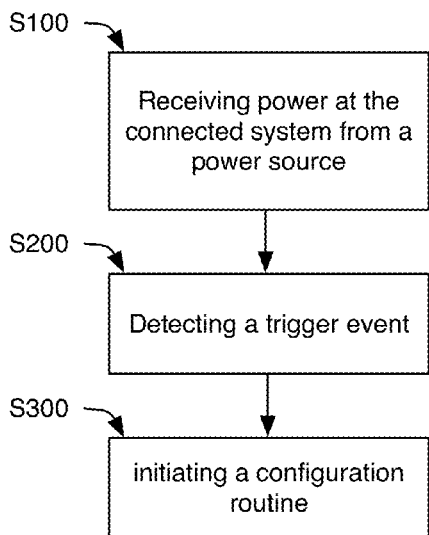 S100
Receiving power at the
connected system from a
power source
S200
Detecting a trigger event
S300
initiating a configuration
routine